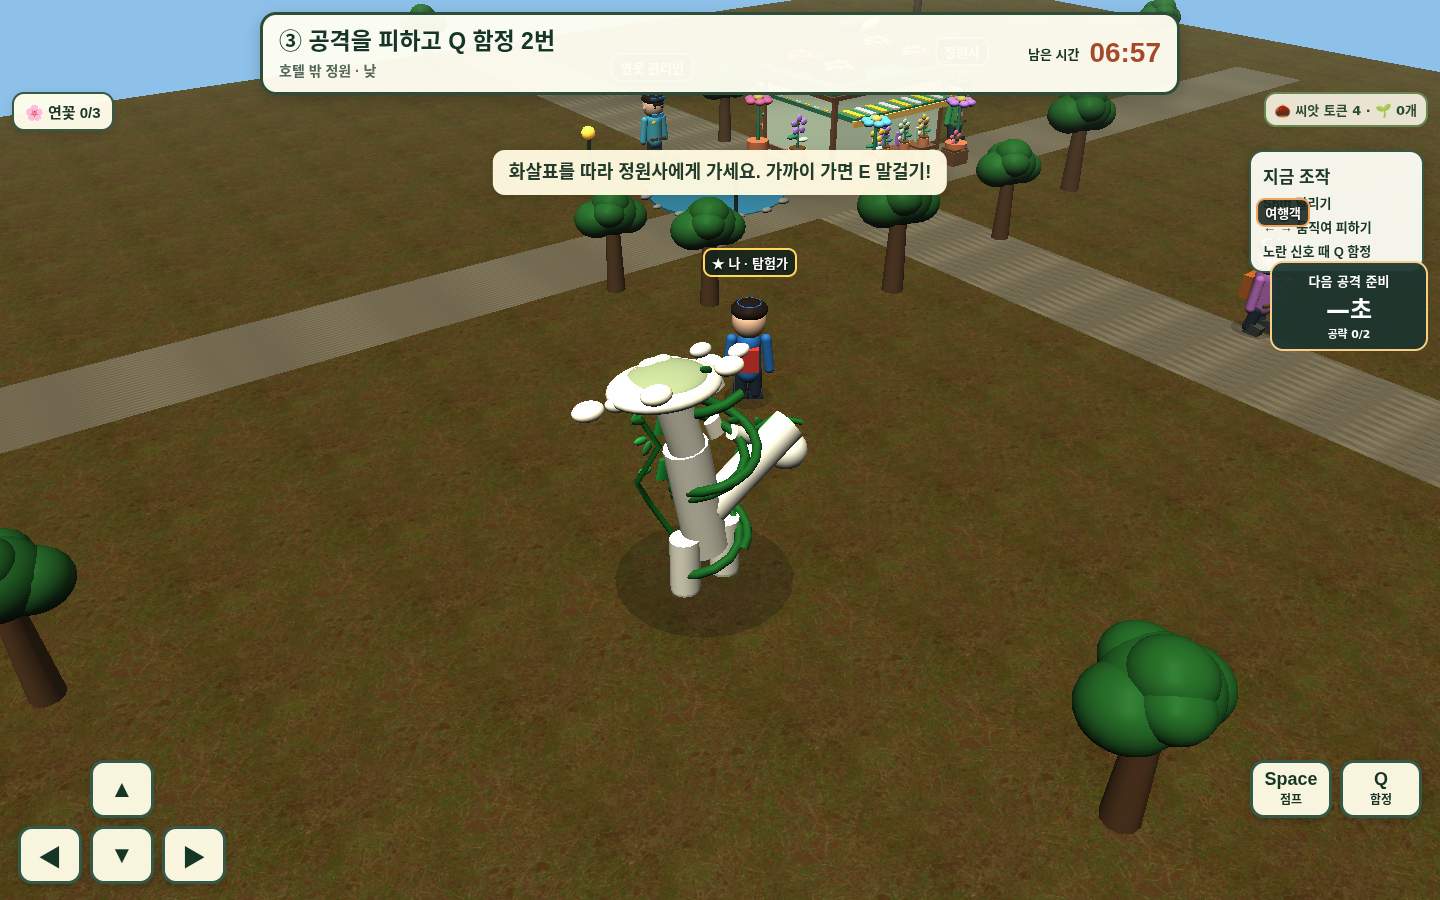 ③ 공격을 피하고 Q 함정 2번
호텔 밖 정원 · 낮
남은 시간 06:57
🌸 연꽃 0/3
🌰 씨앗 토큰 4 · 🌱 0개
화살표를 따라 정원사에게 가세요. 가까이 가면 E 말걸기!
지금 조작
리기
여행객
← → 움직여 피하기
노란 신호 때 Q 함정
★ 나 · 탐험가
다음 공격 준비
—초
공략 0/2
▲
◀ ▼ ▶
Space
점프
Q
함정